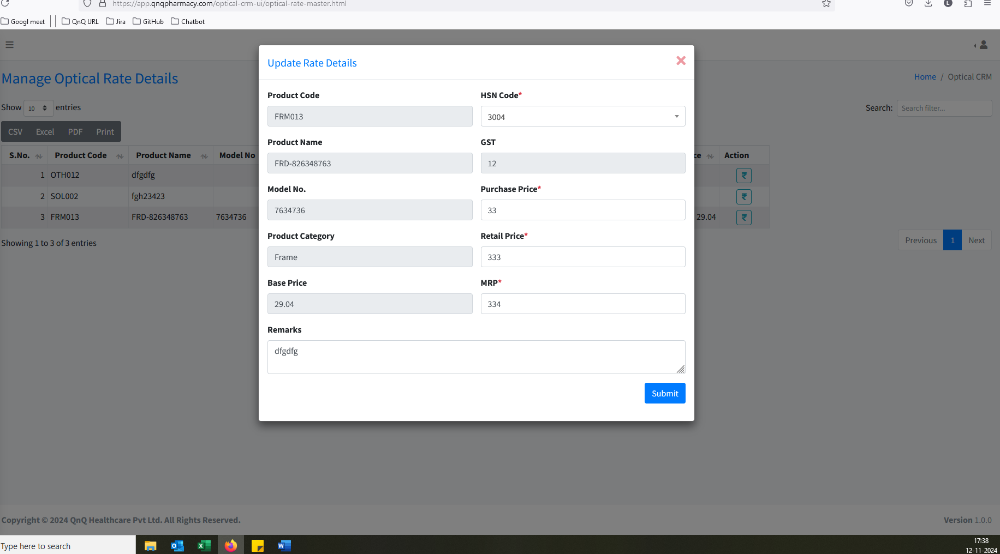 https://app.qnqpharmacy.com/optical-crm-ui/optical-rate-master.html
L
Googl meet QnQ URL Jira GitHub Chatbot
Update Rate Details
Manage Optical Rate Details
Home / Optical CRM
Show 10 entries
Search: Search filter...
CSV Excel PDF Print
S.No. Product Code Product Name Model No ce Action
1 OTH012 dfgdfg ₹
2 SOL002 fgh23423 ₹
3 FRM013 FRD-826348763 7634736 29.04 ₹
Showing 1 to 3 of 3 entries
Previous 1 Next
Product Code
FRM013
HSN Code*
3004
Product Name
FRD-826348763
GST
12
Model No.
7634736
Purchase Price*
33
Product Category
Frame
Retail Price*
333
Base Price
29.04
MRP*
334
Remarks
dfgdfg
Submit
Copyright © 2024 QnQ Healthcare Pvt Ltd. All Rights Reserved.
Version 1.0.0
Type here to search
17:38
12-11-2024